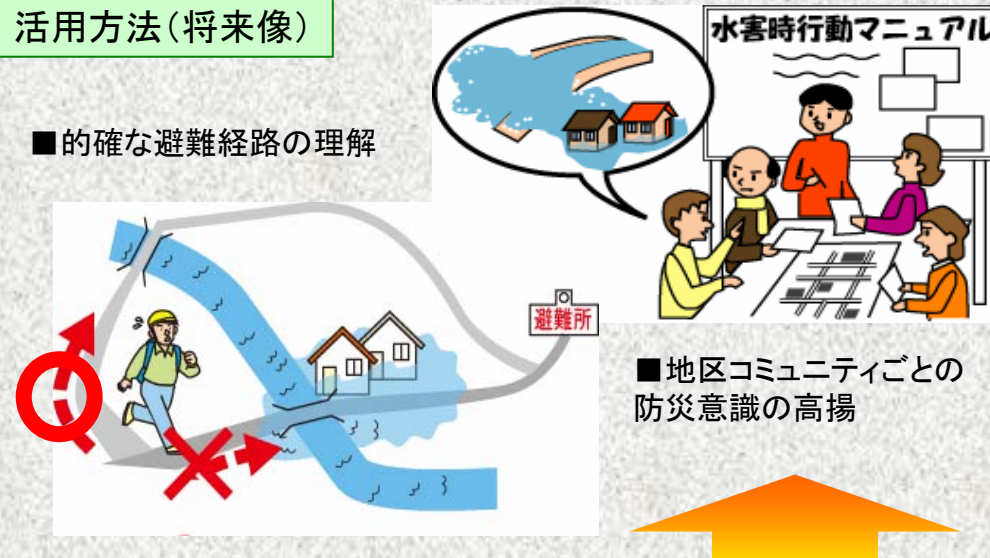 活用方法(将来像)
水害時行動マニュアル
■的確な避難経路の理解
避難所
■地区コミュニティごとの
防災意識の高揚